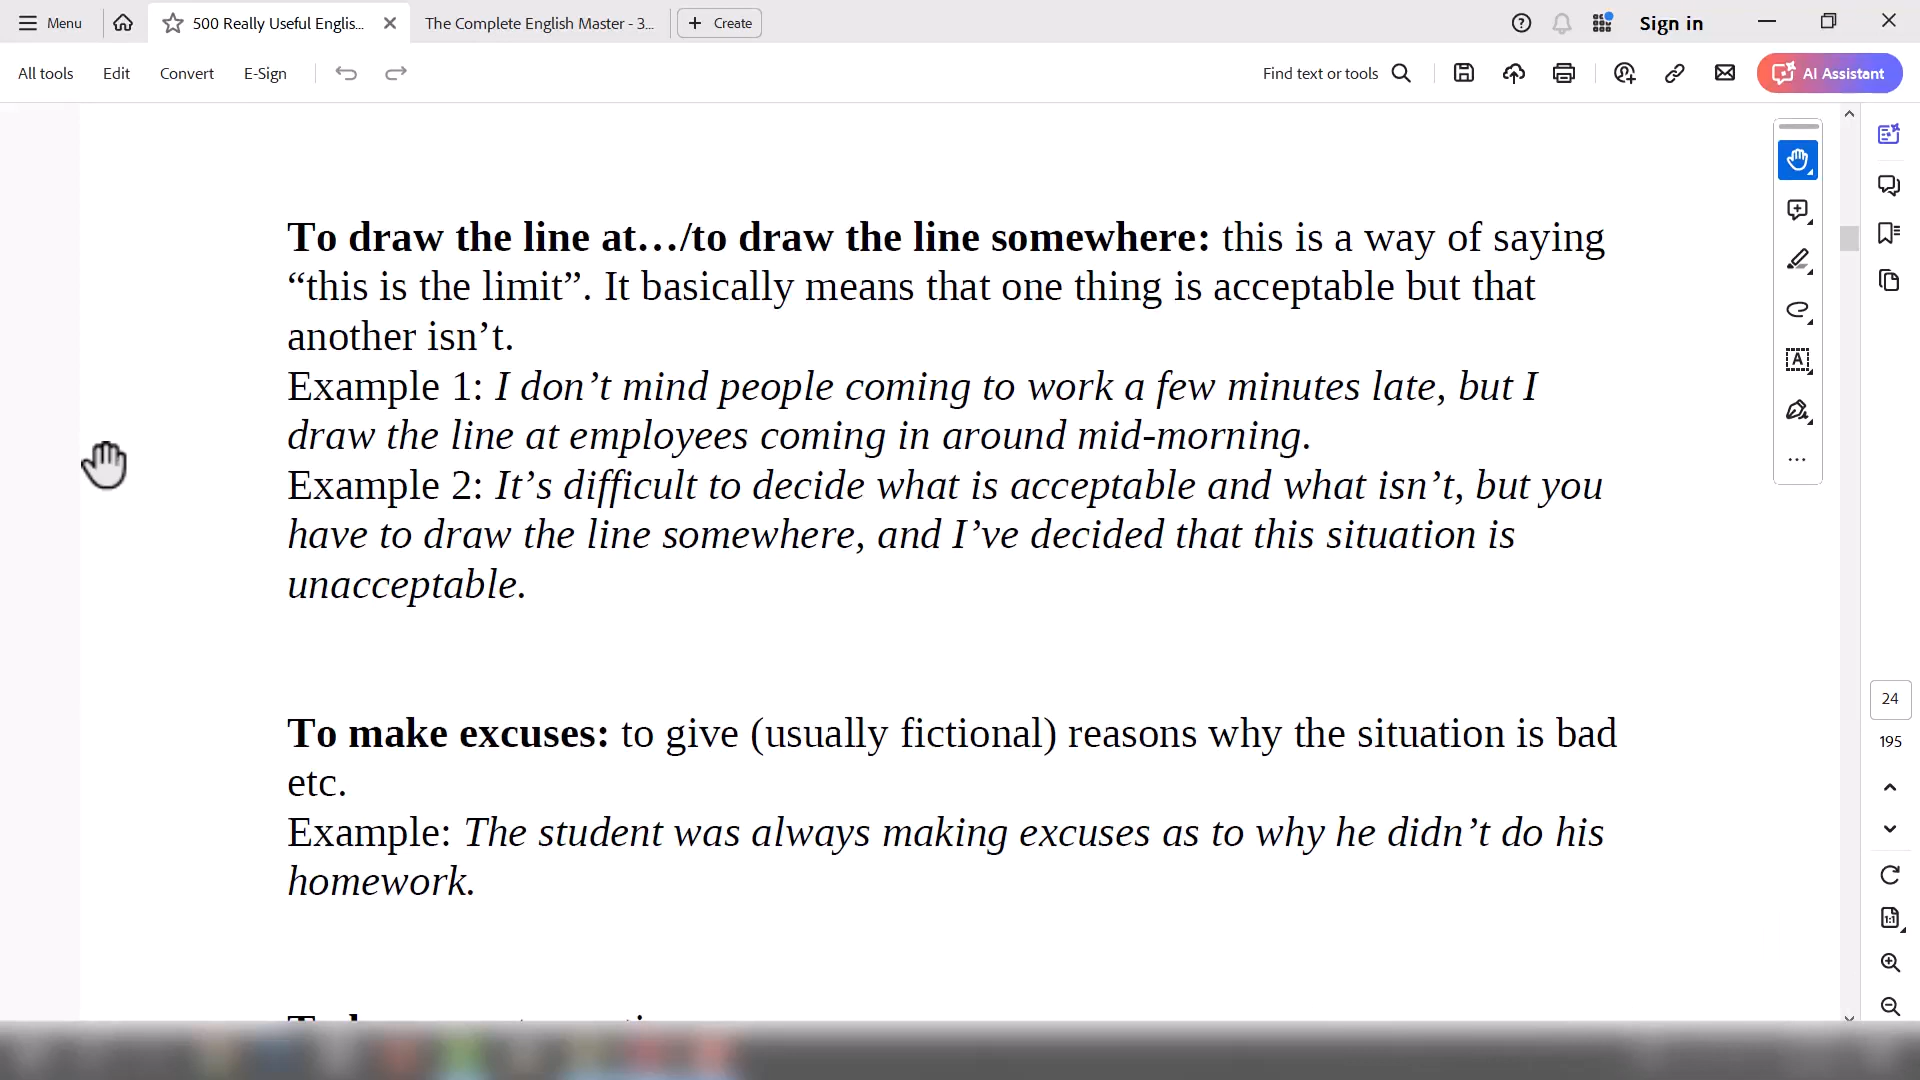 Menu
500 Really Useful Englis...
The Complete English Master - 3...
Create
Sign in
All tools
Edit
Convert
E-Sign
Find text or tools
AI Assistant
To draw the line at…/to draw the line somewhere: this is a way of saying
“this is the limit”. It basically means that one thing is acceptable but that
another isn’t.
Example 1: I don’t mind people coming to work a few minutes late, but I
draw the line at employees coming in around mid-morning.
Example 2: It’s difficult to decide what is acceptable and what isn’t, but you
have to draw the line somewhere, and I’ve decided that this situation is
unacceptable.
To make excuses: to give (usually fictional) reasons why the situation is bad
etc.
Example: The student was always making excuses as to why he didn’t do his
homework.
24
195